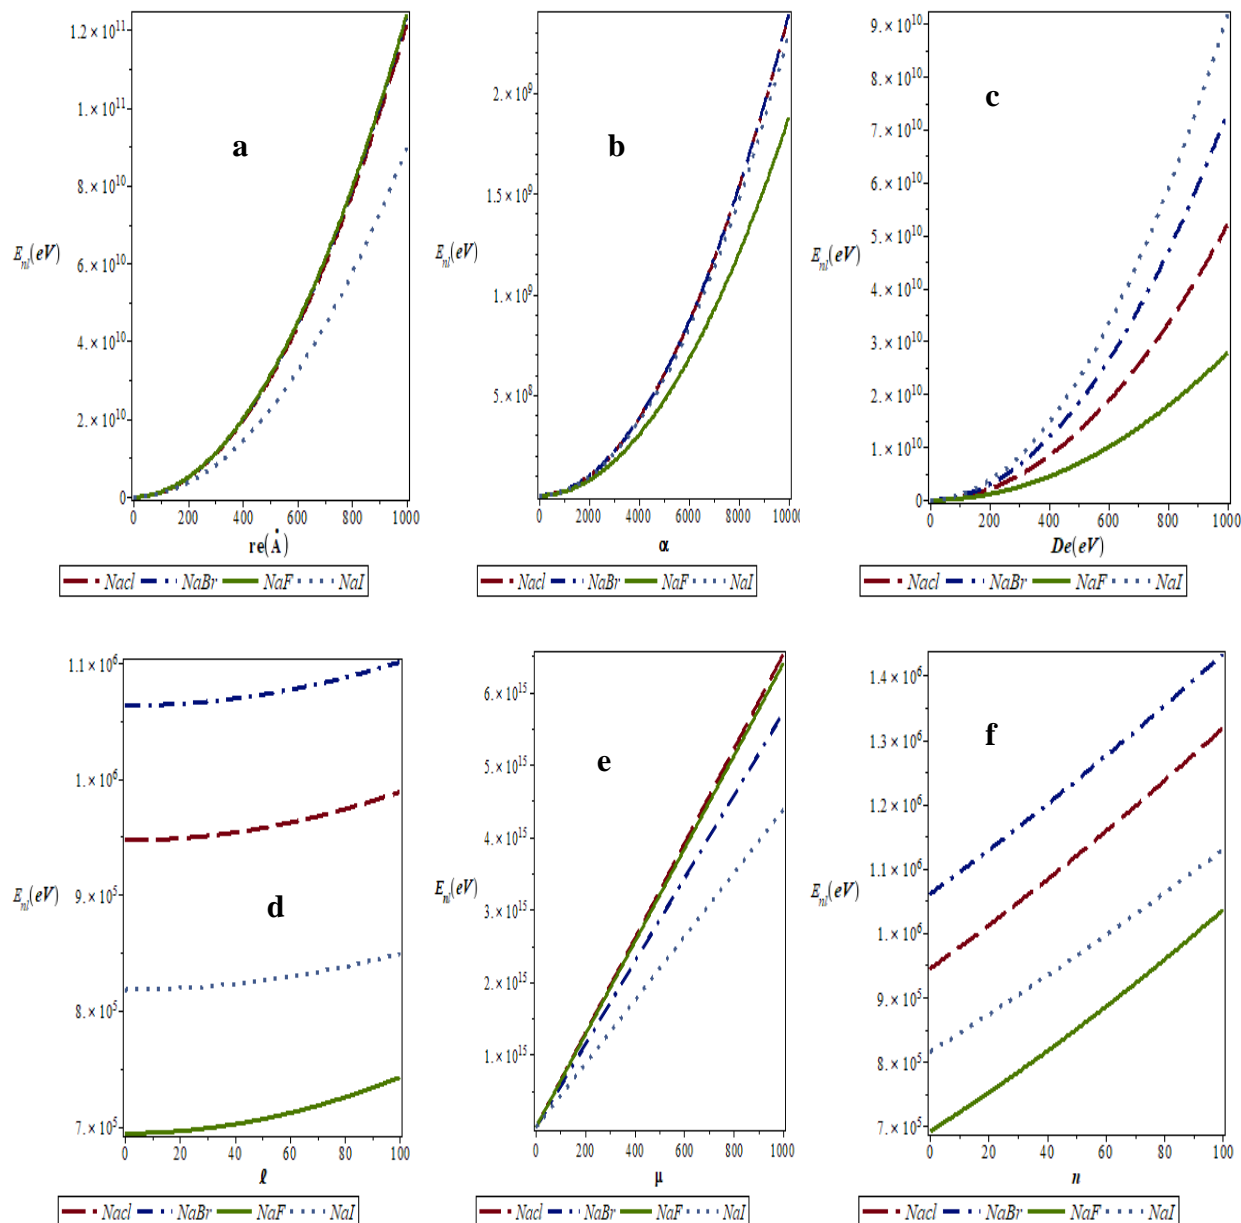 1.2 × 10¹¹
1. × 10¹¹
8. × 10¹⁰
6. × 10¹⁰
4. × 10¹⁰
2. × 10¹⁰
0
Eₙₗ(eV)
a
0 200 400 600 800 1000
re(Å)
Nacl NaBr NaF NaI
2. × 10⁹
1.5 × 10⁹
1. × 10⁹
5. × 10⁸
Eₙₗ(eV)
b
0 2000 4000 6000 8000 10000
α
Nacl NaBr NaF NaI
9. × 10¹⁰
7. × 10¹⁰
6. × 10¹⁰
5. × 10¹⁰
4. × 10¹⁰
3. × 10¹⁰
2. × 10¹⁰
1. × 10¹⁰
0
Eₙₗ(eV)
c
0 200 400 600 800 1000
De(eV)
Nacl NaBr NaF NaI
1.1 × 10⁶
1. × 10⁶
9. × 10⁵
8. × 10⁵
7. × 10⁵
Eₙₗ(eV)
d
0 20 40 60 80 100
ℓ
Nacl NaBr NaF NaI
6. × 10¹⁵
5. × 10¹⁵
4. × 10¹⁵
3. × 10¹⁵
2. × 10¹⁵
1. × 10¹⁵
Eₙₗ(eV)
e
0 200 400 600 800 1000
μ
Nacl NaBr NaF NaI
1.4 × 10⁶
1.3 × 10⁶
1.2 × 10⁶
1.1 × 10⁶
1. × 10⁶
9. × 10⁵
8. × 10⁵
7. × 10⁵
Eₙₗ(eV)
f
0 20 40 60 80 100
n
Nacl NaBr NaF NaI